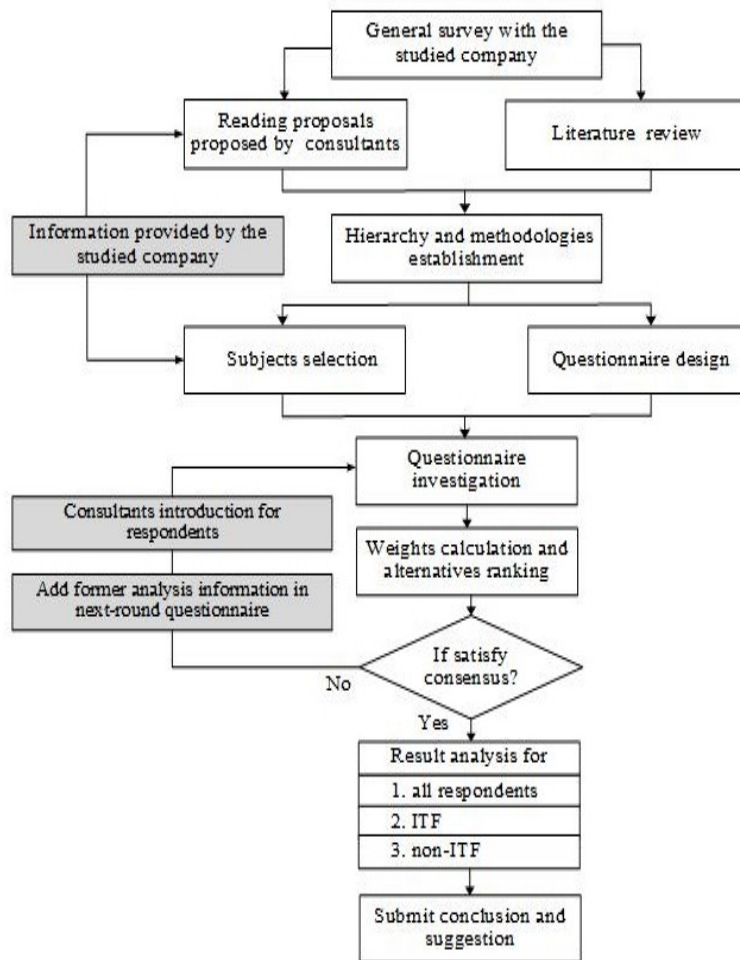 General survey with the
studied company
Reading proposals
proposed by consultants
Literature review
Information provided by the
studied company
Hierarchy and methodologies
establishment
Subjects selection
Questionnaire design
Questionnaire
investigation
Consultants introduction for
respondents
Weights calculation and
alternatives ranking
Add former analysis information in
next-round questionnaire
If satisfy
consensus?
No
Yes
Result analysis for
1. all respondents
2. ITF
3. non-ITF
Submit conclusion and
suggestion